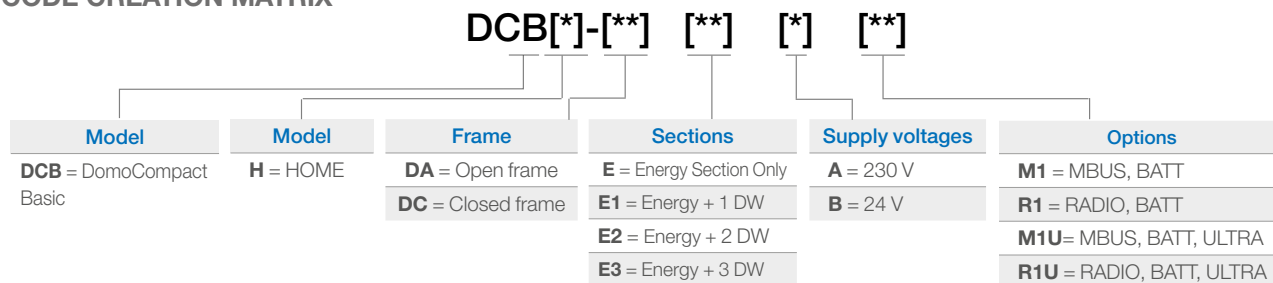 CODE CREATION MATRIX
DCB[*]-[**] [**] [*] [**]
Model Model Frame Sections Supply voltages Options
DCB = DomoCompact Basic
H = HOME
DA = Open frame
DC = Closed frame
E = Energy Section Only
E1 = Energy + 1 DW
E2 = Energy + 2 DW
E3 = Energy + 3 DW
A = 230 V
B = 24 V
M1 = MBUS, BATT
R1 = RADIO, BATT
M1U= MBUS, BATT, ULTRA
R1U = RADIO, BATT, ULTRA